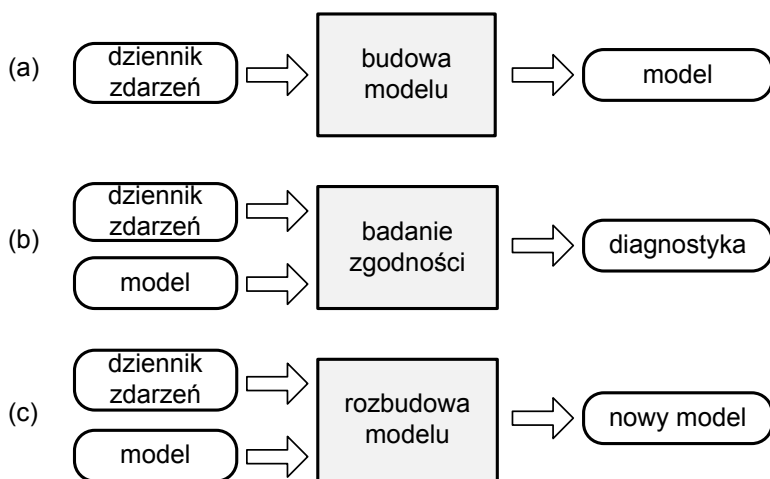 (a)
dziennik
zdarzeń
budowa
modelu
model
(b)
dziennik
zdarzeń
model
badanie
zgodności
diagnostyka
(c)
dziennik
zdarzeń
model
rozbudowa
modelu
nowy model